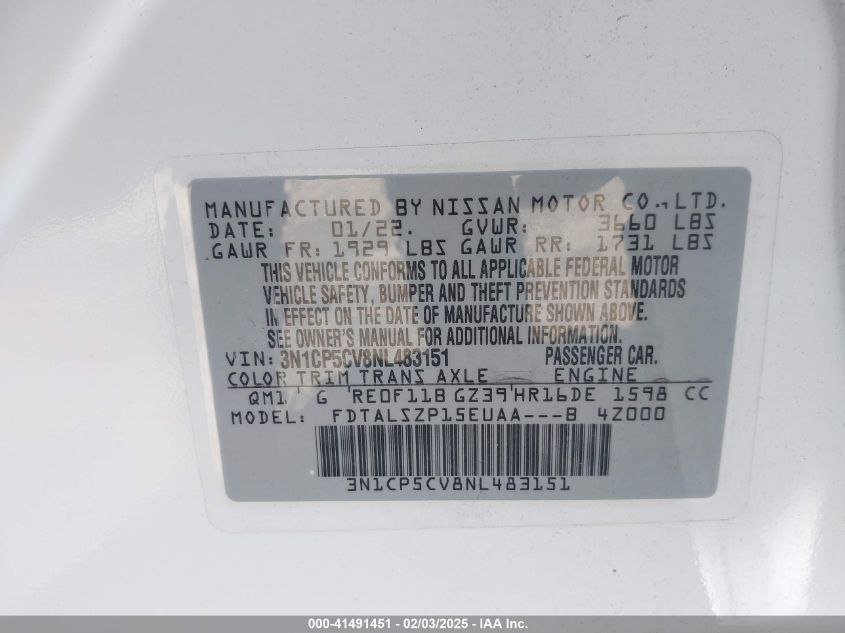 MANUFACTURED BY NISSAN MOTOR CO.,LTD.
DATE: 01/22. GVWR: 3660 LBS
GAWR FR: 1929 LBS GAWR RR: 1731 LBS
THIS VEHICLE CONFORMS TO ALL APPLICABLE FEDERAL MOTOR
VEHICLE SAFETY, BUMPER AND THEFT PREVENTION STANDARDS
IN EFFECT ON THE DATE OF MANUFACTURE SHOWN ABOVE.
SEE OWNER'S MANUAL FOR ADDITIONAL INFORMATION.
VIN: 3N1CP5CV8NL483151 PASSENGER CAR.
COLOR TRIM TRANS AXLE ENGINE
QM1 G RE0F11B GZ39 HR16DE 1598 CC
MODEL: FDTALSZP15EUAA---B 4Z000
3N1CP5CV8NL483151
000-41491451 - 02/03/2025 - IAA Inc.